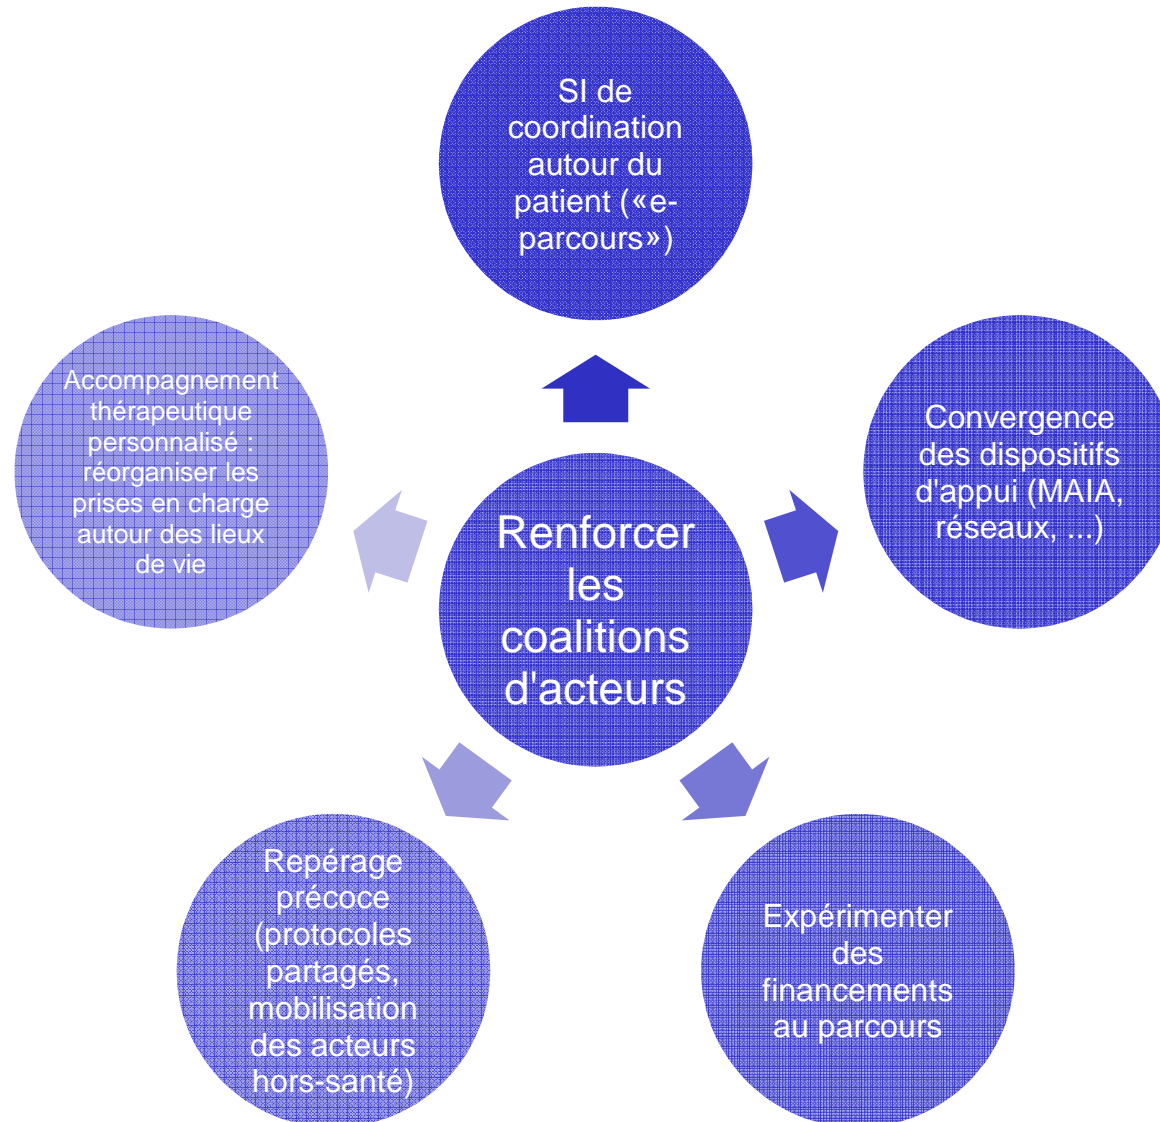 SI de
coordination
autour du
patient («e-
parcours»)
Accompagnement
thérapeutique
personnalisé :
réorganiser les
prises en charge
autour des lieux
de vie
Convergence
des dispositifs
d'appui (MAIA,
réseaux, ...)
Renforcer
les
coalitions
d'acteurs
Repérage
précoce
(protocoles
partagés,
mobilisation
des acteurs
hors-santé)
Expérimenter
des
financements
au parcours